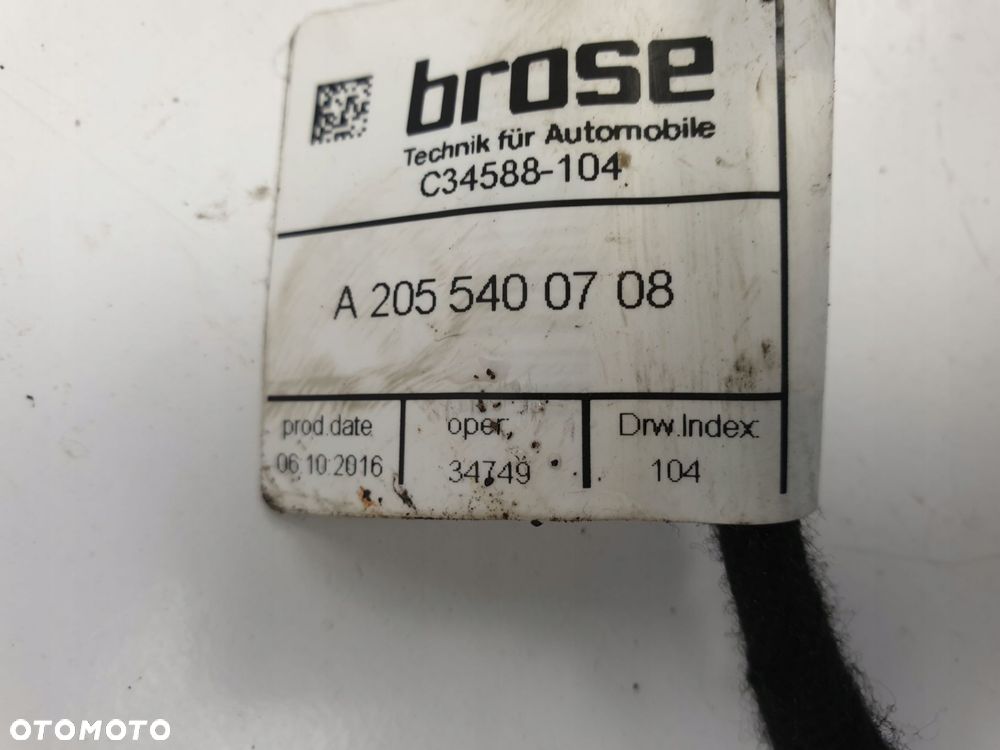 brose
Technik für Automobile
C34588-104
A 205 540 07 08
prod.date oper. Drw.Index
06.10.2016 34749 104
OTOMOTO